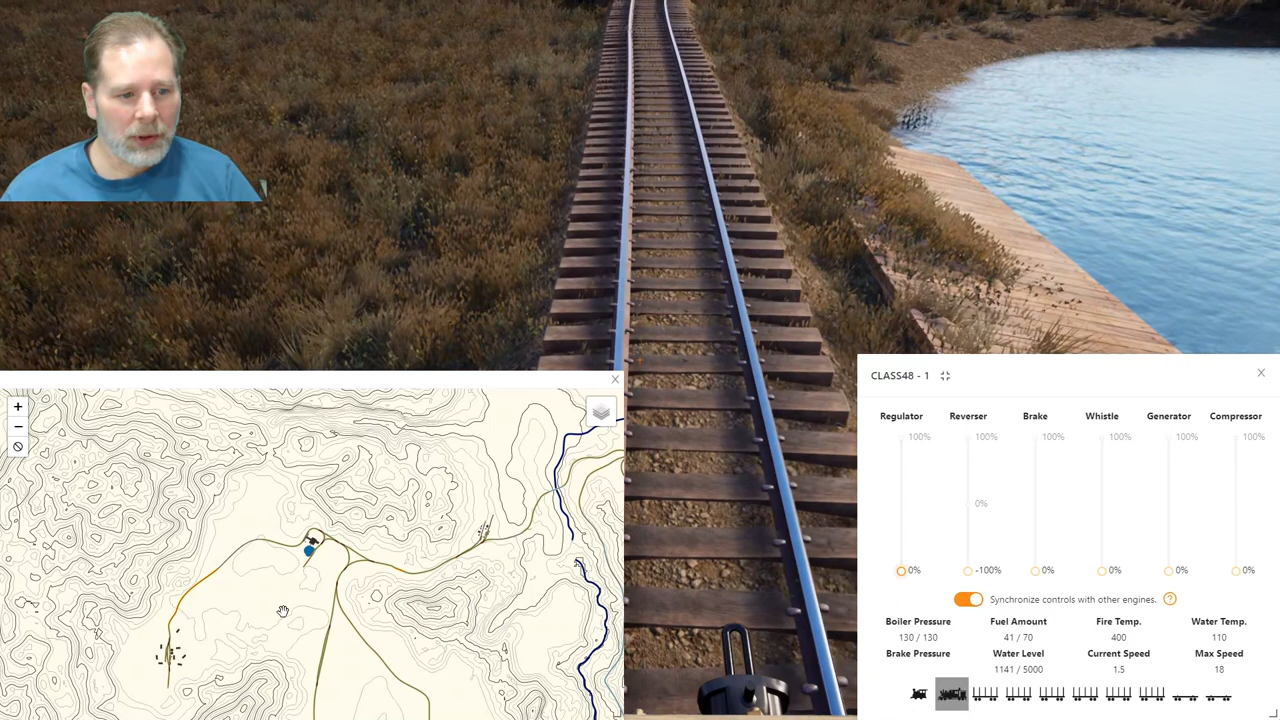 CLASS48 - 1
Regulator Reverser Brake Whistle Generator Compressor
100% 100% 100% 100% 100% 100%
0%
0% -100% 0% 0% 0% 0%
Synchronize controls with other engines. ?
Boiler Pressure Fuel Amount Fire Temp. Water Temp.
130 / 130 41 / 70 400 110
Brake Pressure Water Level Current Speed Max Speed
1141 / 5000 1.5 18